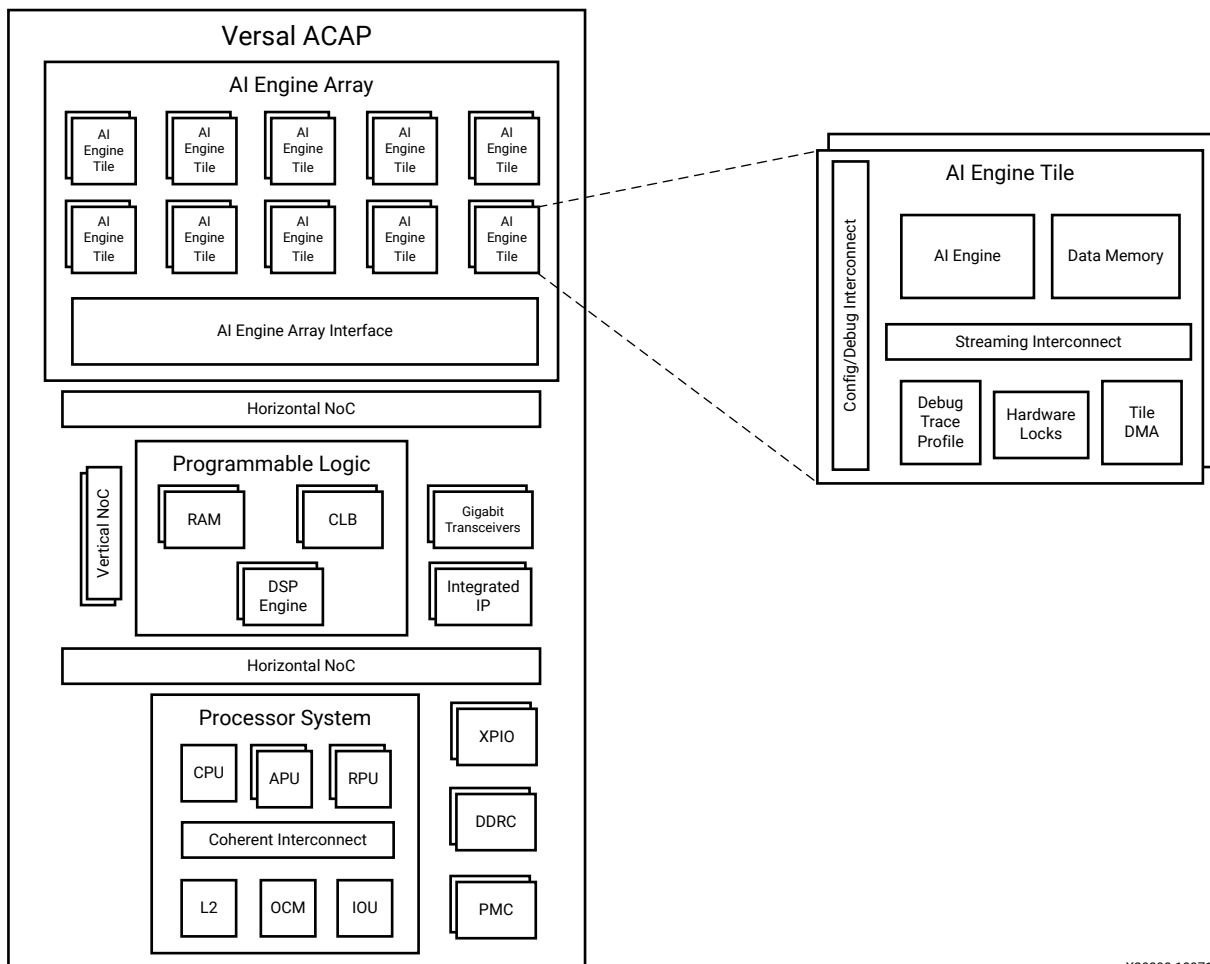 Versal ACAP
AI Engine Array
AI
Engine
Tile
AI
Engine
Tile
AI
Engine
Tile
AI
Engine
Tile
AI
Engine
Tile
AI
Engine
Tile
AI
Engine
Tile
AI
Engine
Tile
AI
Engine
Tile
AI
Engine
Tile
AI Engine Array Interface
Horizontal NoC
Vertical NoC
Programmable Logic
RAM
CLB
DSP
Engine
Gigabit
Transceivers
Integrated
IP
Horizontal NoC
Processor System
CPU
APU
RPU
Coherent Interconnect
L2
OCM
IOU
XPIO
DDRC
PMC
AI Engine Tile
Config/Debug Interconnect
AI Engine
Data Memory
Streaming Interconnect
Debug
Trace
Profile
Hardware
Locks
Tile
DMA